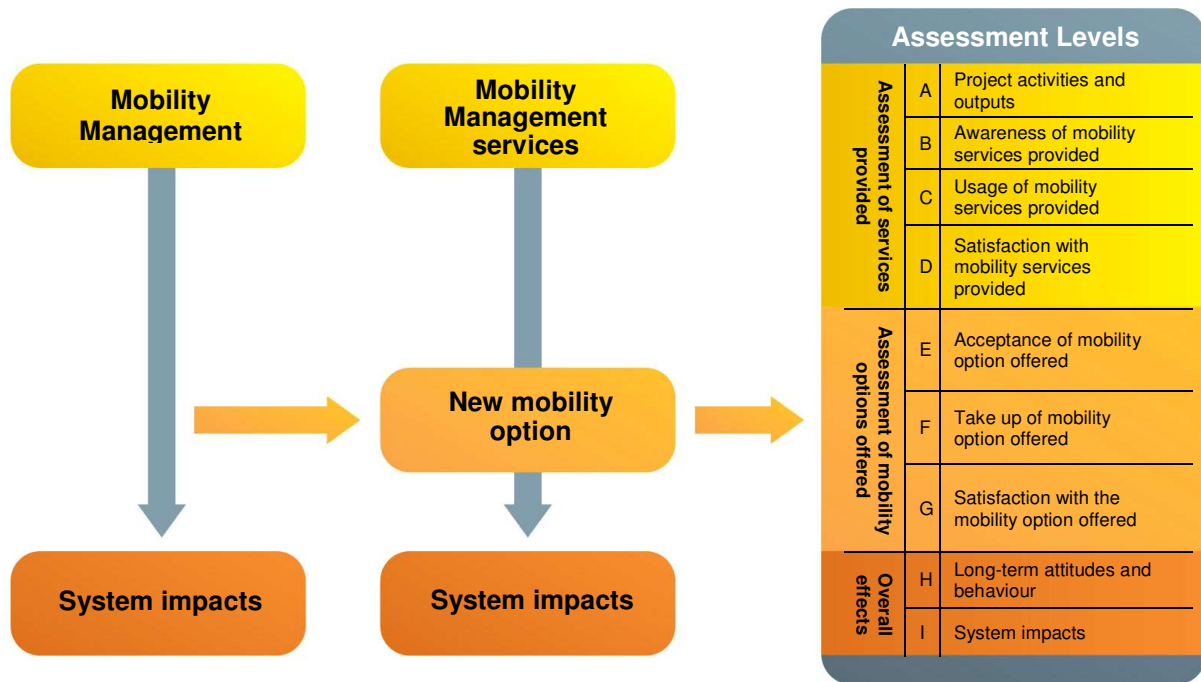 Mobility
Management
Mobility
Management
services
New mobility
option
System impacts
System impacts
Assessment Levels
Assessment of services
provided
A
Project activities and
outputs
B
Awareness of mobility
services provided
C
Usage of mobility
services provided
D
Satisfaction with
mobility services
provided
Assessment of mobility
options offered
E
Acceptance of mobility
option offered
F
Take up of mobility
option offered
G
Satisfaction with the
mobility option offered
Overall
effects
H
Long-term attitudes and
behaviour
I
System impacts